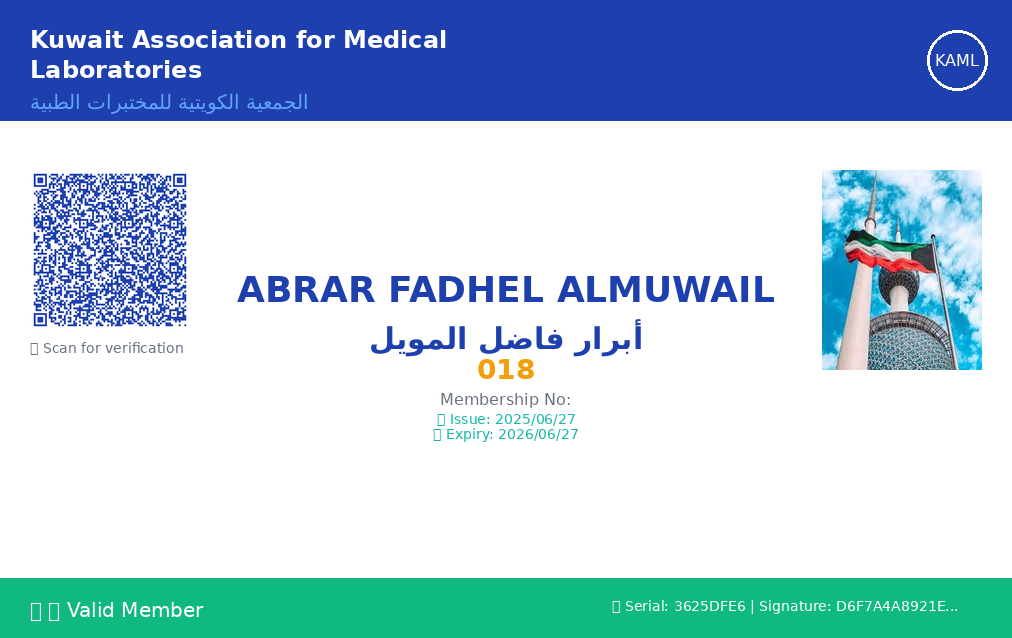 Kuwait Association for Medical
Laboratories
الجمعية الكويتية للمختبرات الطبية
KAML
Scan for verification
ABRAR FADHEL ALMUWAIL
أبرار فاضل المويل
018
Membership No:
Issue: 2025/06/27
Expiry: 2026/06/27
Valid Member
Serial: 3625DFE6 | Signature: D6F7A4A8921E...